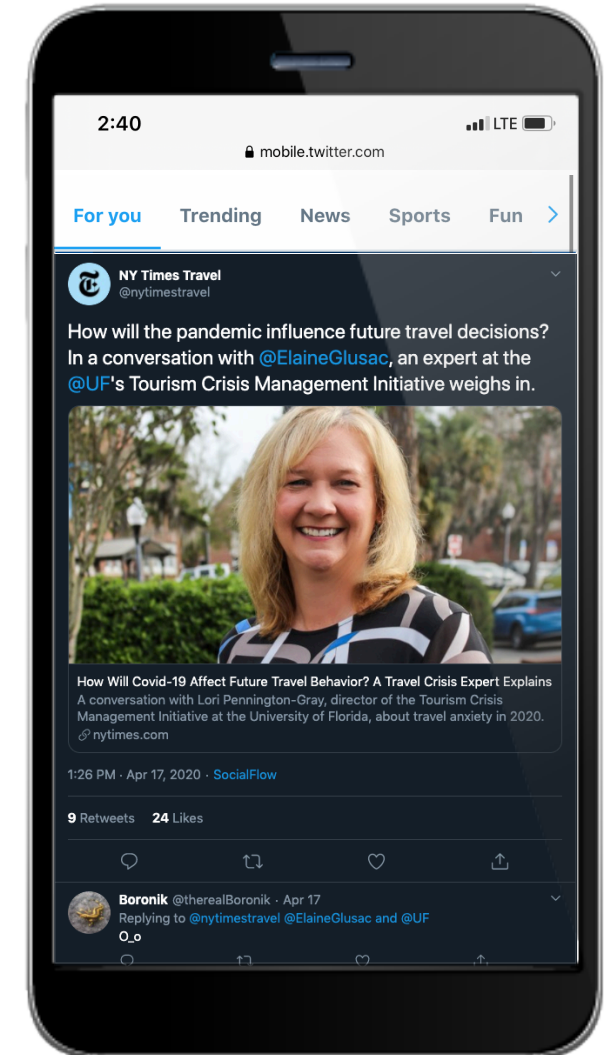 2:40
LTE
mobile.twitter.com
For you Trending News Sports Fun
NY Times Travel
@nytimestravel
How will the pandemic influence future travel decisions?
In a conversation with @ElaineGlusac, an expert at the
@UF's Tourism Crisis Management Initiative weighs in.
How Will Covid-19 Affect Future Travel Behavior? A Travel Crisis Expert Explains
A conversation with Lori Pennington-Gray, director of the Tourism Crisis
Management Initiative at the University of Florida, about travel anxiety in 2020.
nytimes.com
1:26 PM · Apr 17, 2020 · SocialFlow
9 Retweets 24 Likes
Boronik @therealBoronik · Apr 17
Replying to @nytimestravel @ElaineGlusac and @UF
O_o